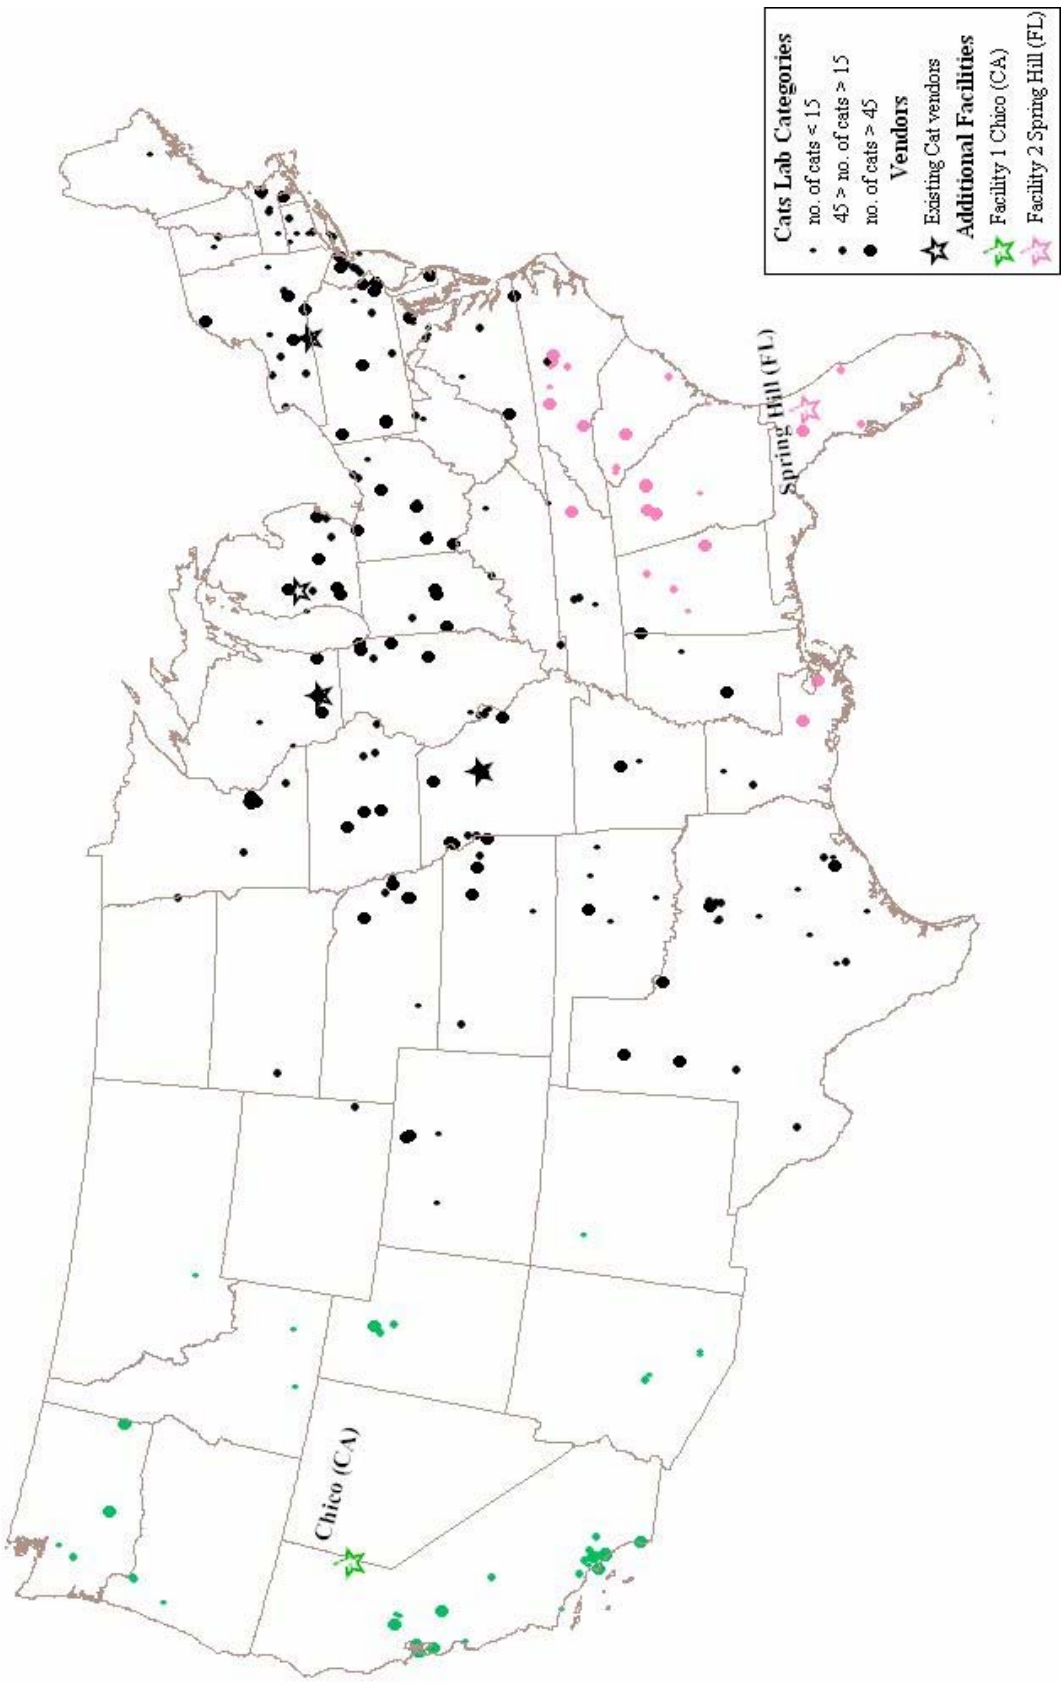 Chico (CA)
Spring Hill (FL)
Cats Lab Categories
no. of cats < 15
45 > no. of cats > 15
no. of cats > 45
Vendors
Existing Cat vendors
Additional Facilities
Facility 1 Chico (CA)
Facility 2 Spring Hill (FL)